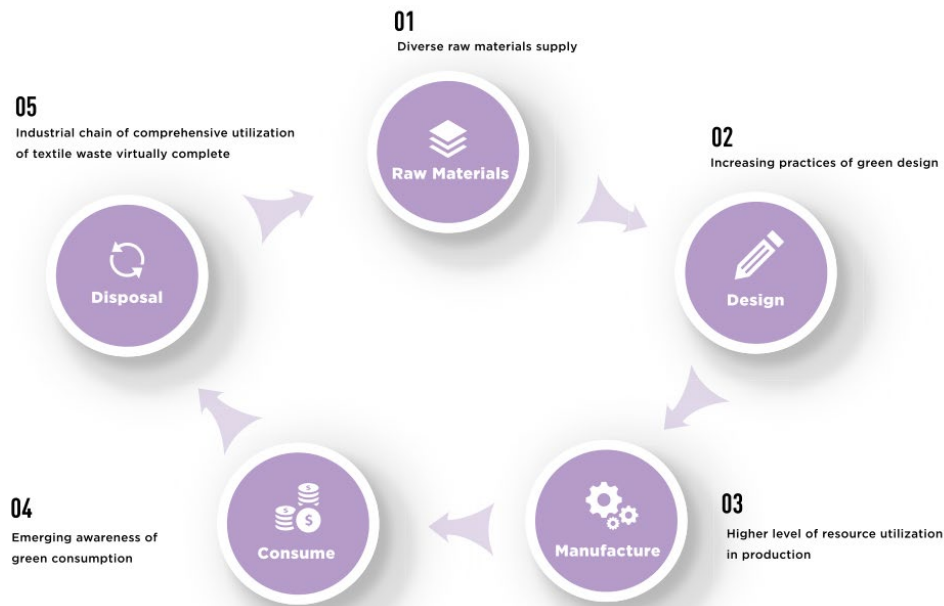 01
Diverse raw materials supply
Raw Materials
02
Increasing practices of green design
Design
03
Higher level of resource utilization
in production
Manufacture
04
Emerging awareness of
green consumption
Consume
05
Industrial chain of comprehensive utilization
of textile waste virtually complete
Disposal